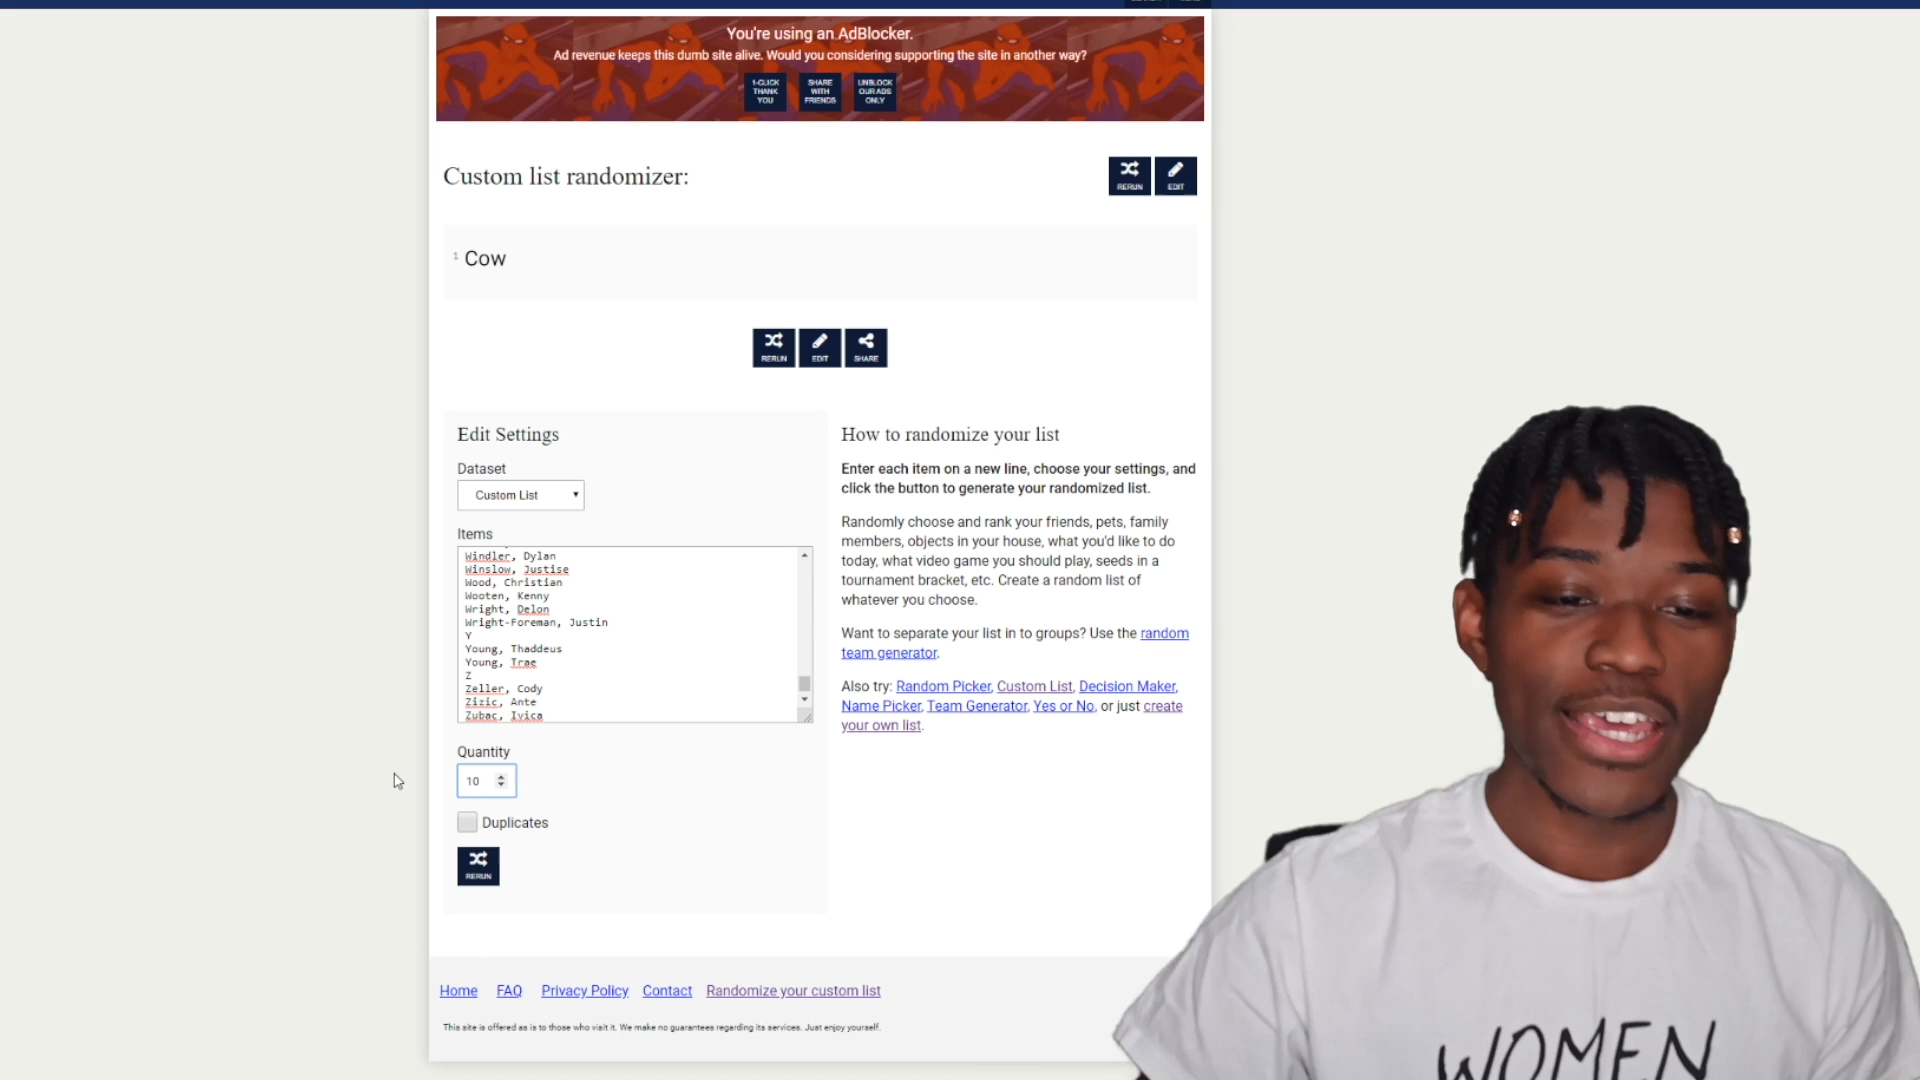 You're using an AdBlocker.
Ad revenue keeps this dumb site alive. Would you considering supporting the site in another way?
1-CLICK THANK YOU
SHARE WITH FRIENDS
UNBLOCK OUR ADS ONLY
Custom list randomizer:
RERUN
EDIT
1 Cow
RERUN
EDIT
SHARE
Edit Settings
Dataset
Custom List
Items
Windler, Dylan
Winslow, Justise
Wood, Christian
Wooten, Kenny
Wright, Delon
Wright-Foreman, Justin
Y
Young, Thaddeus
Young, Trae
Z
Zeller, Cody
Zizic, Ante
Zubac, Ivica
Quantity
10
Duplicates
RERUN
How to randomize your list
Enter each item on a new line, choose your settings, and
click the button to generate your randomized list.
Randomly choose and rank your friends, pets, family
members, objects in your house, what you'd like to do
today, what video game you should play, seeds in a
tournament bracket, etc. Create a random list of
whatever you choose.
Want to separate your list in to groups? Use the random
team generator.
Also try: Random Picker, Custom List, Decision Maker,
Name Picker, Team Generator, Yes or No, or just create
your own list.
Home FAQ Privacy Policy Contact Randomize your custom list
This site is offered as is to those who visit it. We make no guarantees regarding its services. Just enjoy yourself.
WOMEN